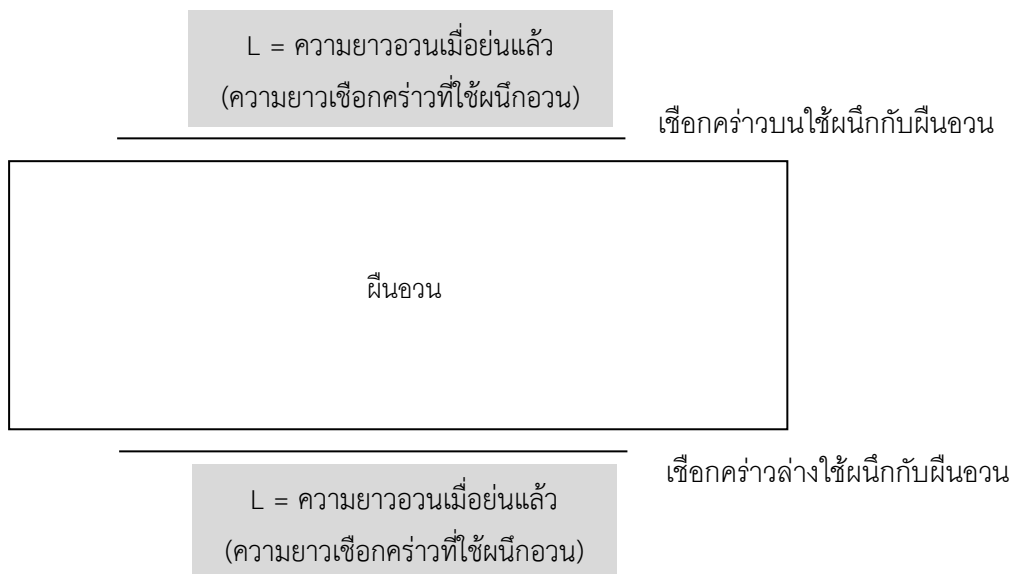 L = ความยาวอวนเมื่อย่นแล้ว
(ความยาวเชือกคร่าวที่ใช้ผนึกอวน)
เชือกคร่าวบนใช้ผนึกกับผืนอวน
ผืนอวน
เชือกคร่าวล่างใช้ผนึกกับผืนอวน
L = ความยาวอวนเมื่อย่นแล้ว
(ความยาวเชือกคร่าวที่ใช้ผนึกอวน)